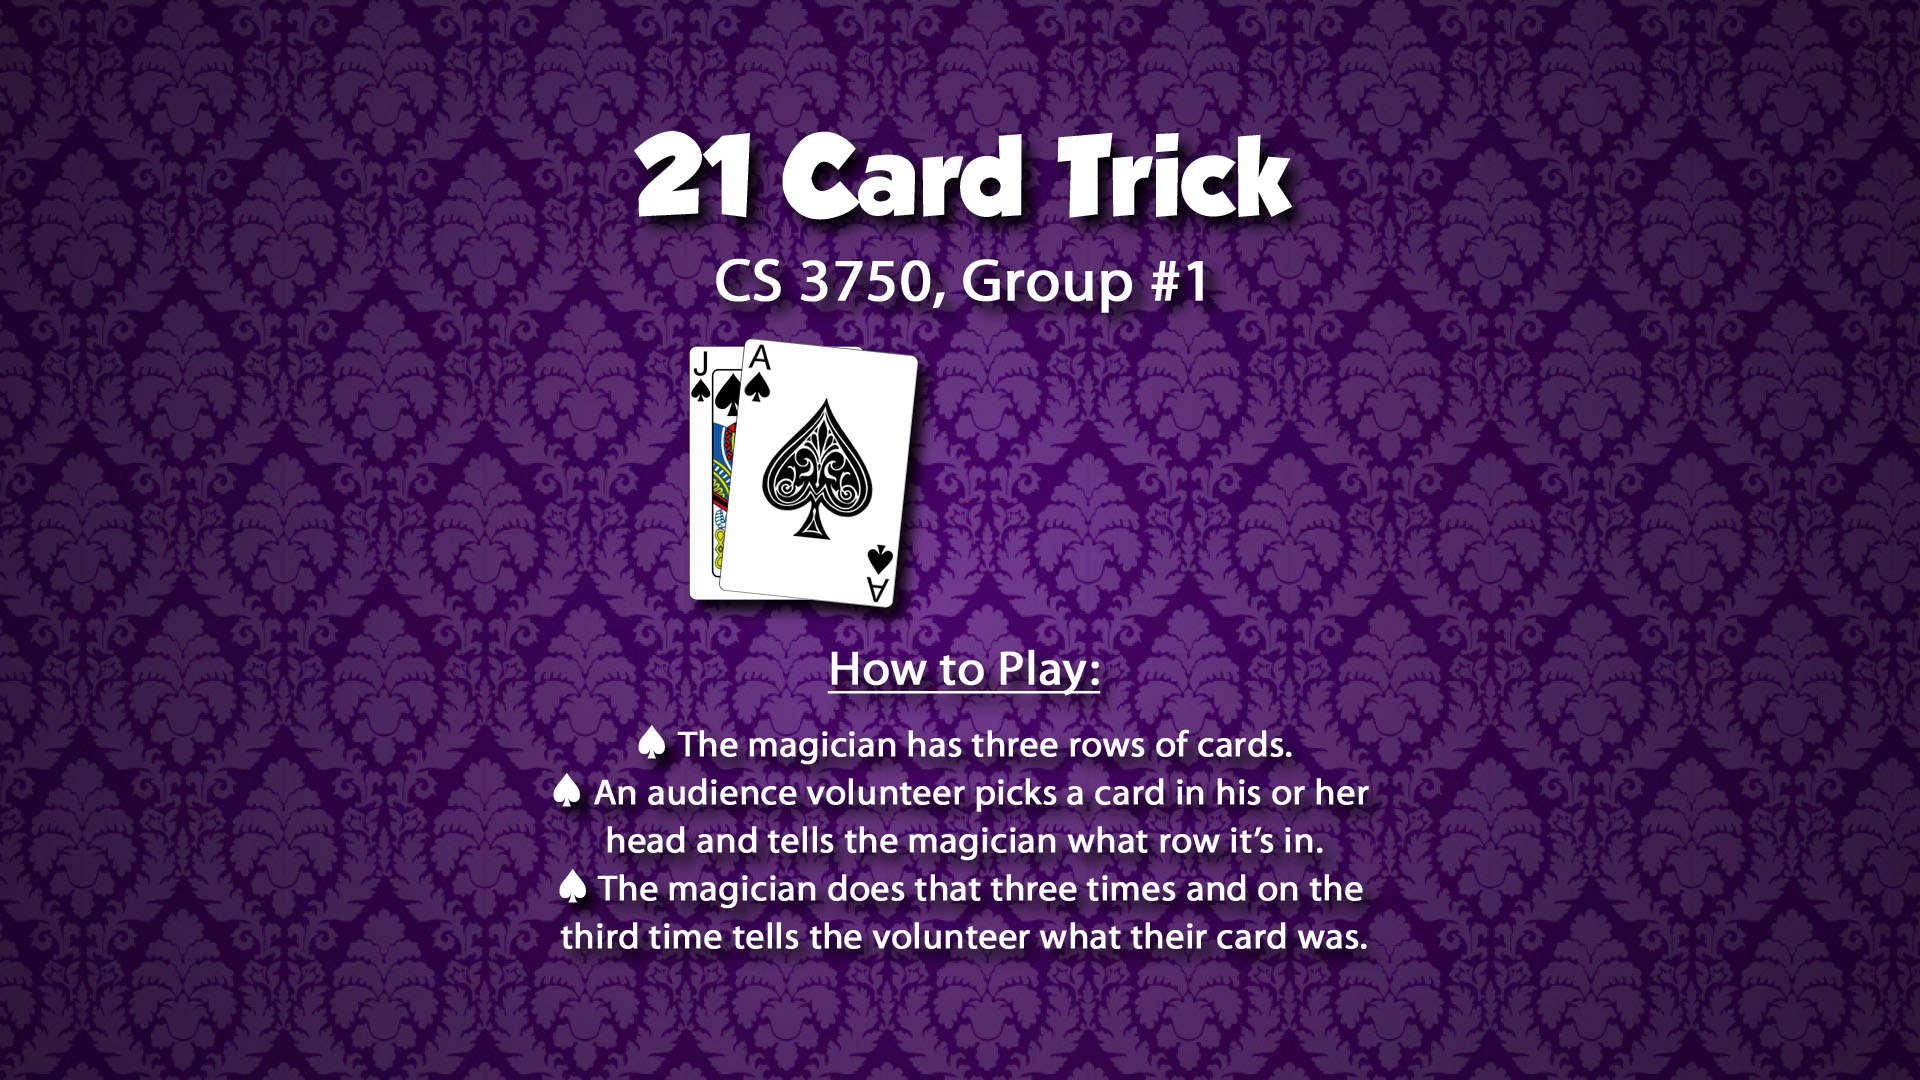 21 Card Trick
CS 3750, Group #1
J
A
A
How to Play:
♠ The magician has three rows of cards.
♠ An audience volunteer picks a card in his or her
head and tells the magician what row it’s in.
♠ The magician does that three times and on the
third time tells the volunteer what their card was.